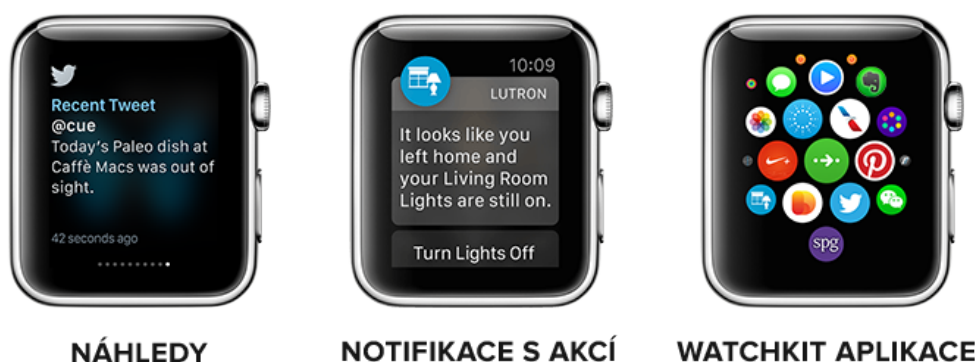 Recent Tweet
@cue
Today's Paleo dish at
Caffè Macs was out of
sight.
42 seconds ago
10:09
LUTRON
It looks like you
left home and
your Living Room
Lights are still on.
Turn Lights Off
spg
NÁHLEDY
NOTIFIKACE S AKCÍ
WATCHKIT APLIKACE